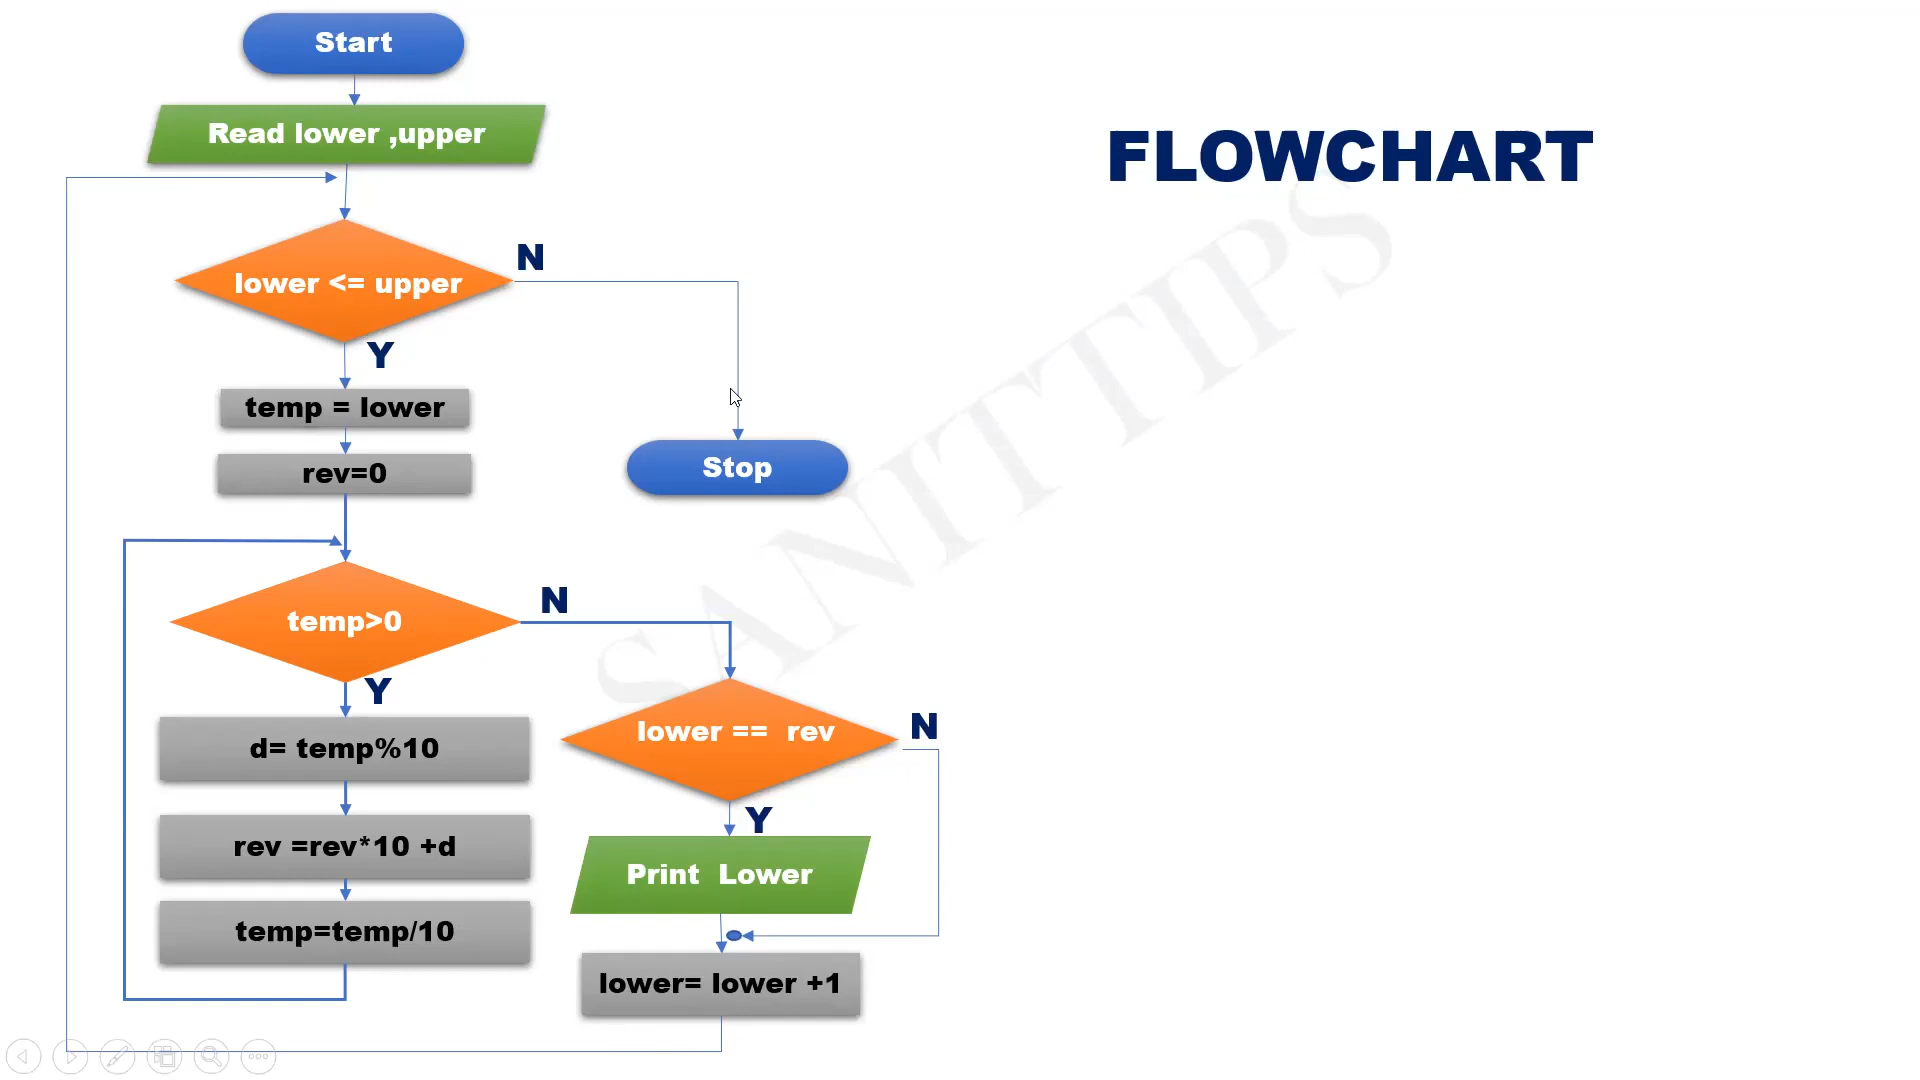 Start
Read lower ,upper
FLOWCHART
lower <= upper
N
Y
temp = lower
rev=0
Stop
temp>0
N
Y
d= temp%10
rev =rev*10 +d
temp=temp/10
lower == rev
N
Y
Print Lower
lower= lower +1
SANITTIPS